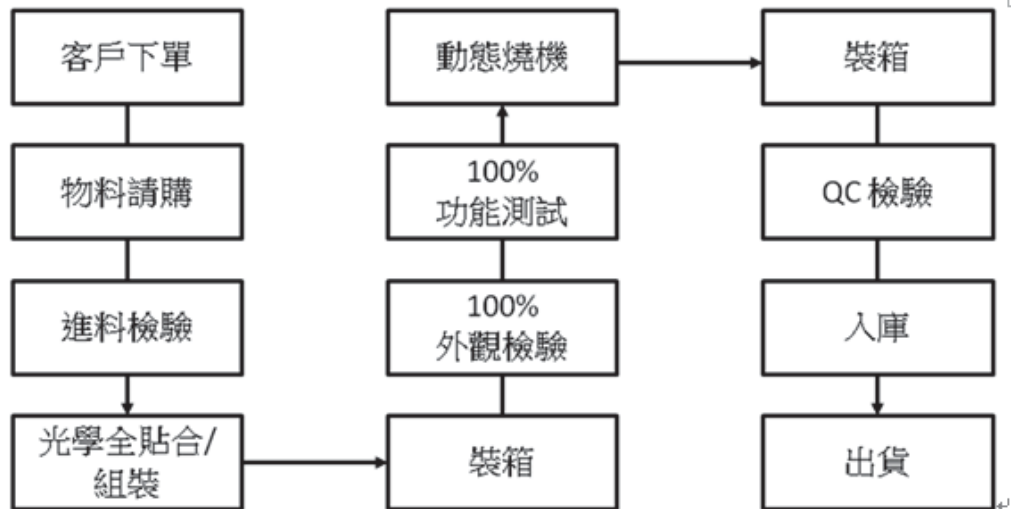 客戶下單
物料請購
進料檢驗
光學全貼合/
組裝
裝箱
100%
外觀檢驗
100%
功能測試
動態燒機
裝箱
QC 檢驗
入庫
出貨